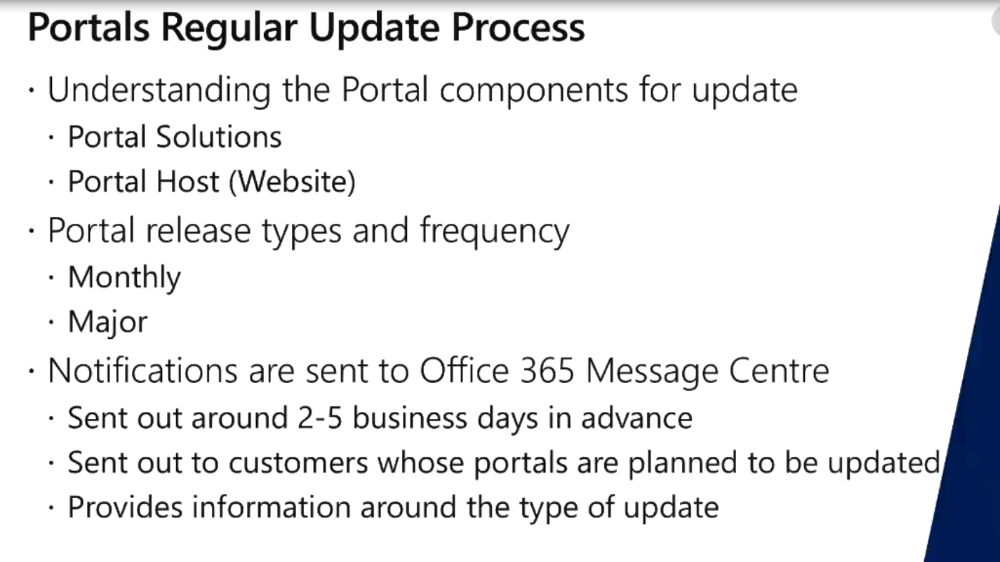 Portals Regular Update Process
· Understanding the Portal components for update
· Portal Solutions
· Portal Host (Website)
· Portal release types and frequency
· Monthly
· Major
· Notifications are sent to Office 365 Message Centre
· Sent out around 2-5 business days in advance
· Sent out to customers whose portals are planned to be updated
· Provides information around the type of update